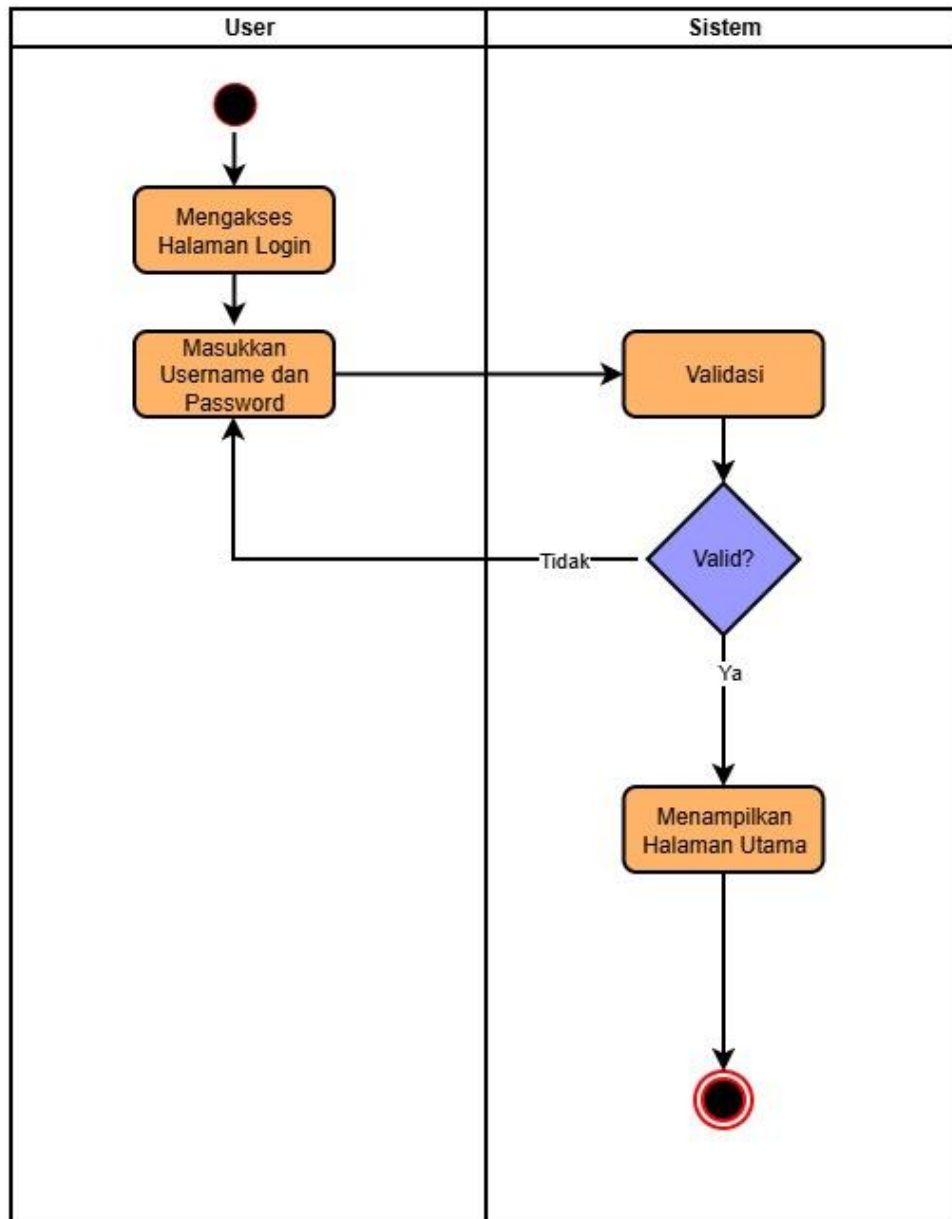 User
Sistem
Mengakses
Halaman Login
Masukkan
Username dan
Password
Validasi
Valid?
Tidak
Ya
Menampilkan
Halaman Utama